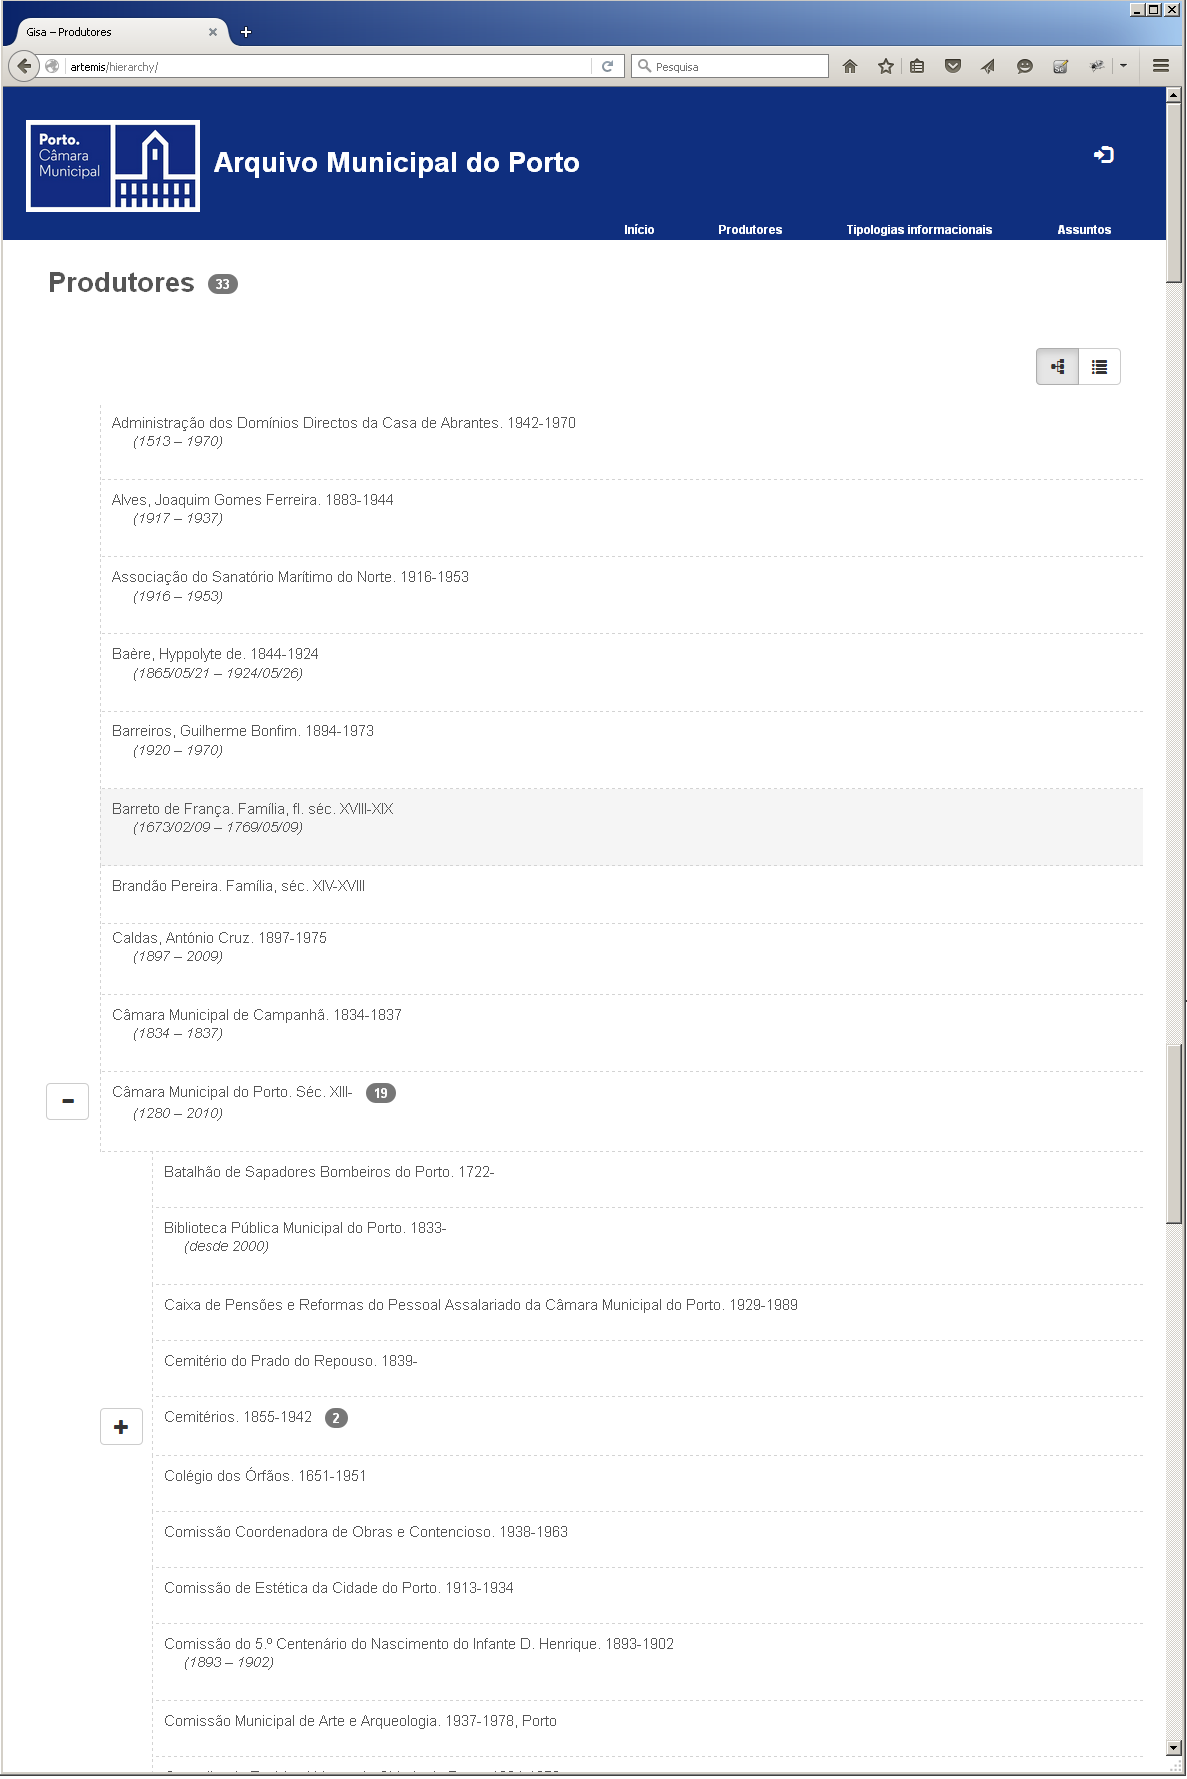 Gisa – Produtores
artemis/hierarchy/
Pesquisa
Porto.
Câmara
Municipal
Arquivo Municipal do Porto
Início
Produtores
Tipologias informacionais
Assuntos
Produtores 33
Administração dos Domínios Directos da Casa de Abrantes. 1942-1970
(1513 – 1970)
Alves, Joaquim Gomes Ferreira. 1883-1944
(1917 – 1937)
Associação do Sanatório Marítimo do Norte. 1916-1953
(1916 – 1953)
Baère, Hyppolyte de. 1844-1924
(1865/05/21 – 1924/05/26)
Barreiros, Guilherme Bonfim. 1894-1973
(1920 – 1970)
Barreto de França. Família, fl. séc. XVIII-XIX
(1673/02/09 – 1769/05/09)
Brandão Pereira. Família, séc. XIV-XVIII
Caldas, António Cruz. 1897-1975
(1897 – 2009)
Câmara Municipal de Campanhã. 1834-1837
(1834 – 1837)
Câmara Municipal do Porto. Séc. XIII- 19
(1280 – 2010)
Batalhão de Sapadores Bombeiros do Porto. 1722-
Biblioteca Pública Municipal do Porto. 1833-
(desde 2000)
Caixa de Pensões e Reformas do Pessoal Assalariado da Câmara Municipal do Porto. 1929-1989
Cemitério do Prado do Repouso. 1839-
Cemitérios. 1855-1942 2
Colégio dos Órfãos. 1651-1951
Comissão Coordenadora de Obras e Contencioso. 1938-1963
Comissão de Estética da Cidade do Porto. 1913-1934
Comissão do 5.º Centenário do Nascimento do Infante D. Henrique. 1893-1902
(1893 – 1902)
Comissão Municipal de Arte e Arqueologia. 1937-1978, Porto